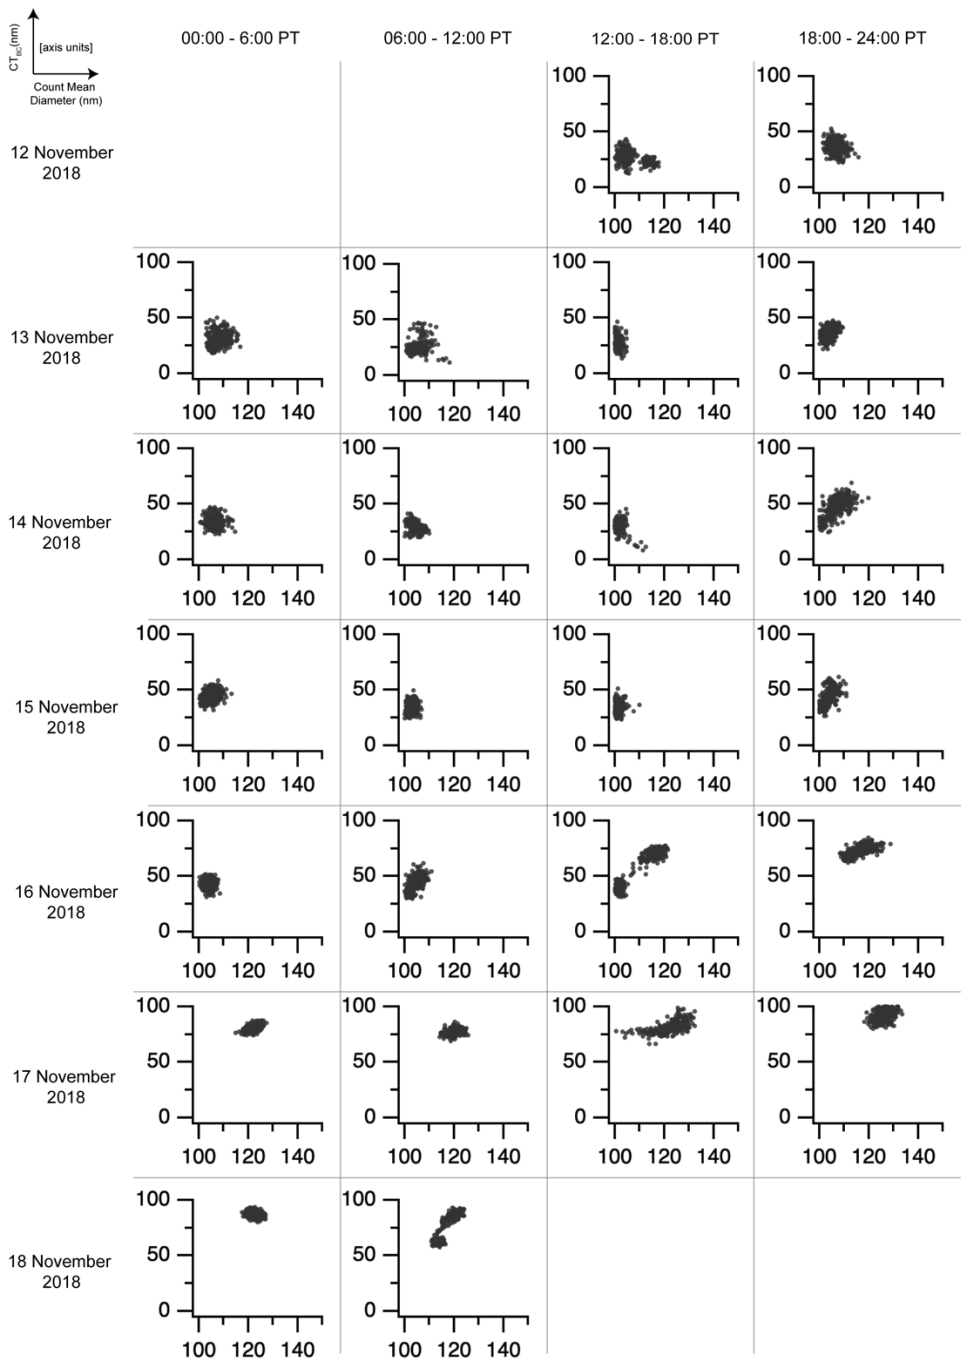 CT_BC(nm)
[axis units]
Count Mean
Diameter (nm)
00:00 - 6:00 PT
06:00 - 12:00 PT
12:00 - 18:00 PT
18:00 - 24:00 PT
12 November
2018
100
50
0
100 120 140
100
50
0
100 120 140
13 November
2018
100
50
0
100 120 140
100
50
0
100 120 140
100
50
0
100 120 140
100
50
0
100 120 140
14 November
2018
100
50
0
100 120 140
100
50
0
100 120 140
100
50
0
100 120 140
100
50
0
100 120 140
15 November
2018
100
50
0
100 120 140
100
50
0
100 120 140
100
50
0
100 120 140
100
50
0
100 120 140
16 November
2018
100
50
0
100 120 140
100
50
0
100 120 140
100
50
0
100 120 140
100
50
0
100 120 140
17 November
2018
100
50
0
100 120 140
100
50
0
100 120 140
100
50
0
100 120 140
100
50
0
100 120 140
18 November
2018
100
50
0
100 120 140
100
50
0
100 120 140